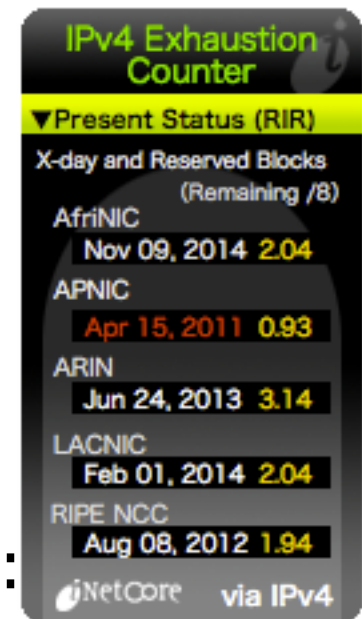 IPv4 Exhaustion
Counter
▼Present Status (RIR)
X-day and Reserved Blocks
(Remaining /8)
AfriNIC
Nov 09, 2014 2.04
APNIC
Apr 15, 2011 0.93
ARIN
Jun 24, 2013 3.14
LACNIC
Feb 01, 2014 2.04
RIPE NCC
Aug 08, 2012 1.94
iNetCore via IPv4